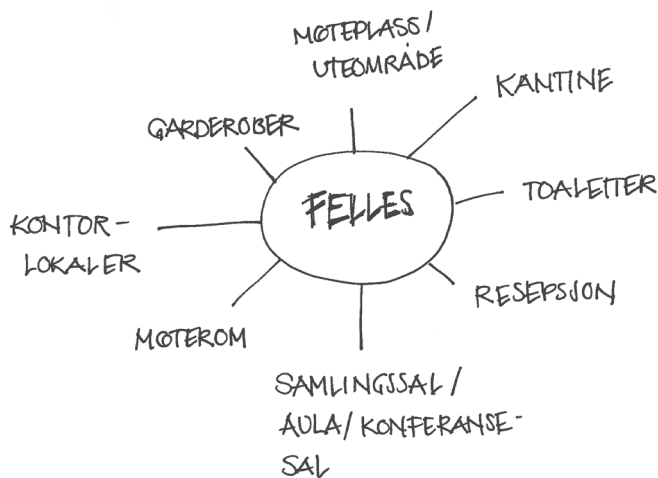 MØTEPLASS/
UTEOMRÅDE
KANTINE
GARDEROBER
TOALETTER
FELLES
KONTOR-
LOKALER
RESEPSJON
MØTEROM
SAMLINGSSAL/
AULA/KONFERANSE-
SAL